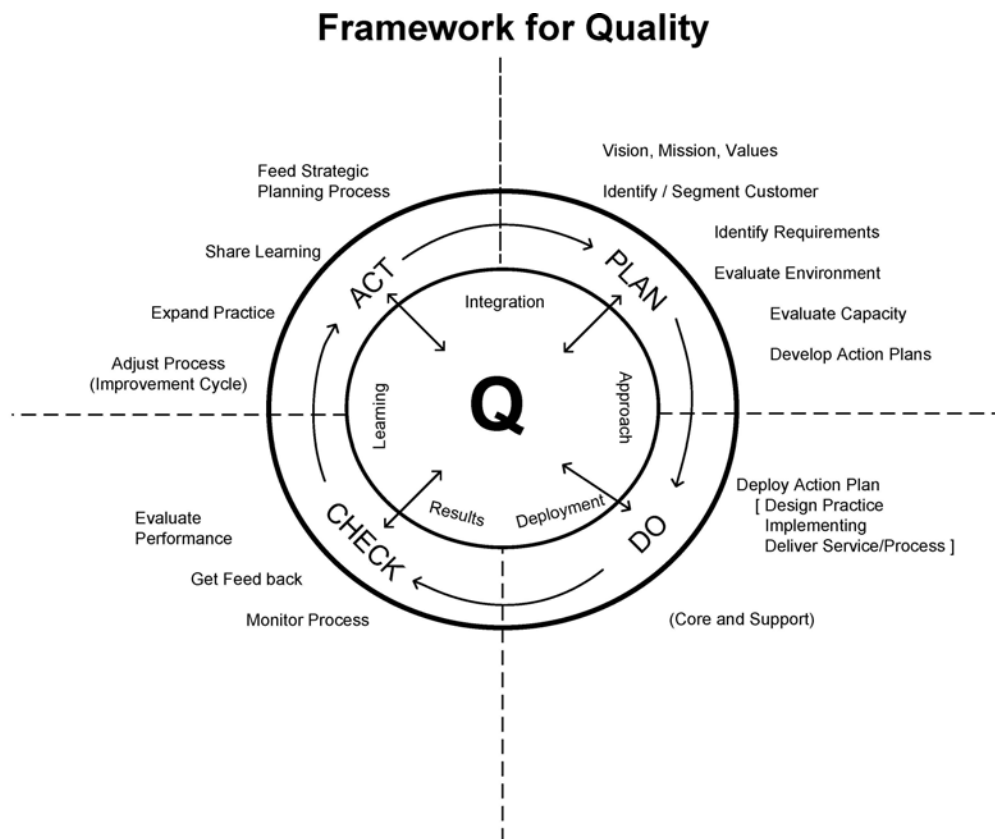 Framework for Quality
Vision, Mission, Values
Identify / Segment Customer
Identify Requirements
Evaluate Environment
Evaluate Capacity
Develop Action Plans
Deploy Action Plan
[ Design Practice
Implementing
Deliver Service/Process ]
(Core and Support)
Monitor Process
Get Feed back
Evaluate
Performance
Adjust Process
(Improvement Cycle)
Expand Practice
Share Learning
Feed Strategic
Planning Process
ACT
PLAN
DO
CHECK
Integration
Approach
Deployment
Results
Learning
Q